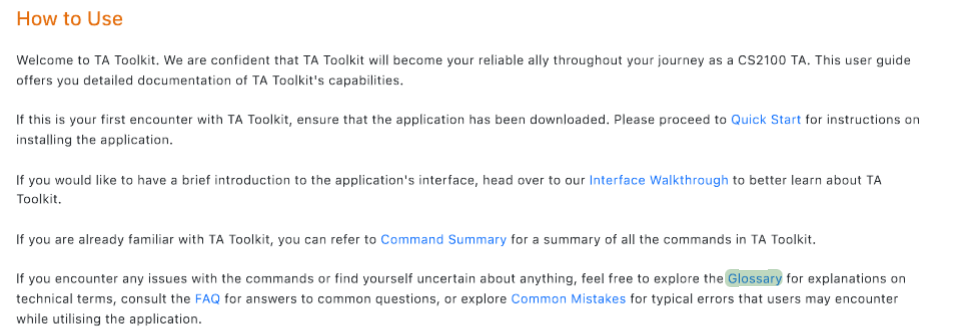 How to Use
Welcome to TA Toolkit. We are confident that TA Toolkit will become your reliable ally throughout your journey as a CS2100 TA. This user guide
offers you detailed documentation of TA Toolkit's capabilities.
If this is your first encounter with TA Toolkit, ensure that the application has been downloaded. Please proceed to Quick Start for instructions on
installing the application.
If you would like to have a brief introduction to the application's interface, head over to our Interface Walkthrough to better learn about TA
Toolkit.
If you are already familiar with TA Toolkit, you can refer to Command Summary for a summary of all the commands in TA Toolkit.
If you encounter any issues with the commands or find yourself uncertain about anything, feel free to explore the Glossary for explanations on
technical terms, consult the FAQ for answers to common questions, or explore Common Mistakes for typical errors that users may encounter
while utilising the application.